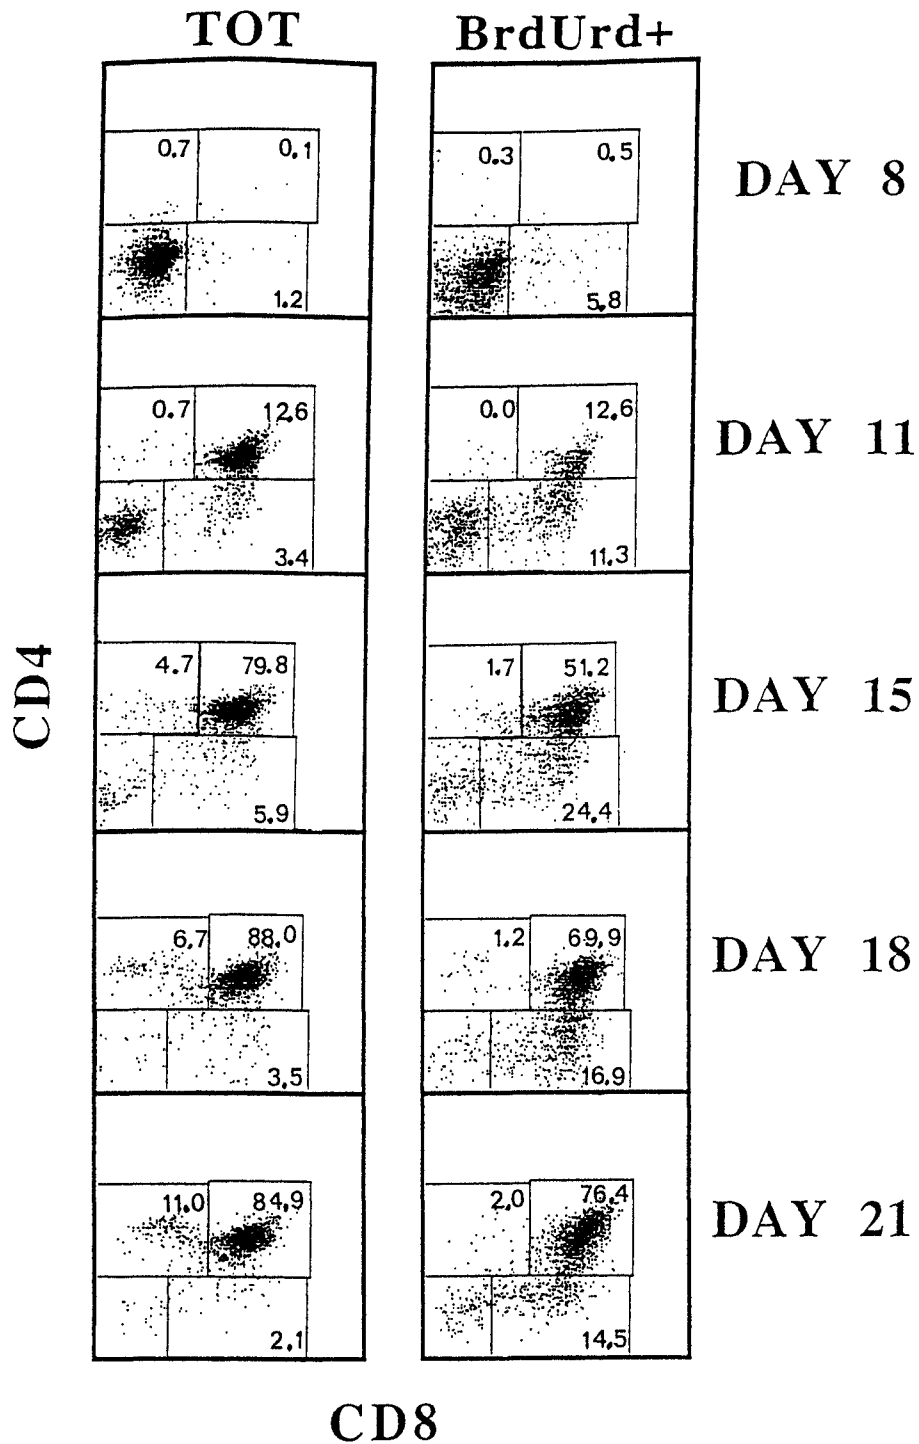 TOT BrdUrd+
0.7 0.1 0.3 0.5
DAY 8
1.2 5.8
0.7 12.6 0.0 12.6
DAY 11
3.4 11.3
CD4
4.7 79.8 1.7 51.2
DAY 15
5.9 24.4
6.7 88.0 1.2 69.9
DAY 18
3.5 16.9
11.0 84.9 2.0 76.4
DAY 21
2.1 14.5
CD8